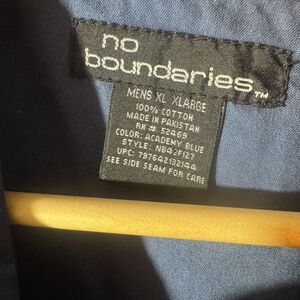 no
boundaries™
MENS XL XLARGE
100% COTTON
MADE IN PAKISTAN
RN # 52469
COLOR: ACADEMY BLUE
STYLE: NB42F127
UPC: 797642132144
SEE SIDE SEAM FOR CARE